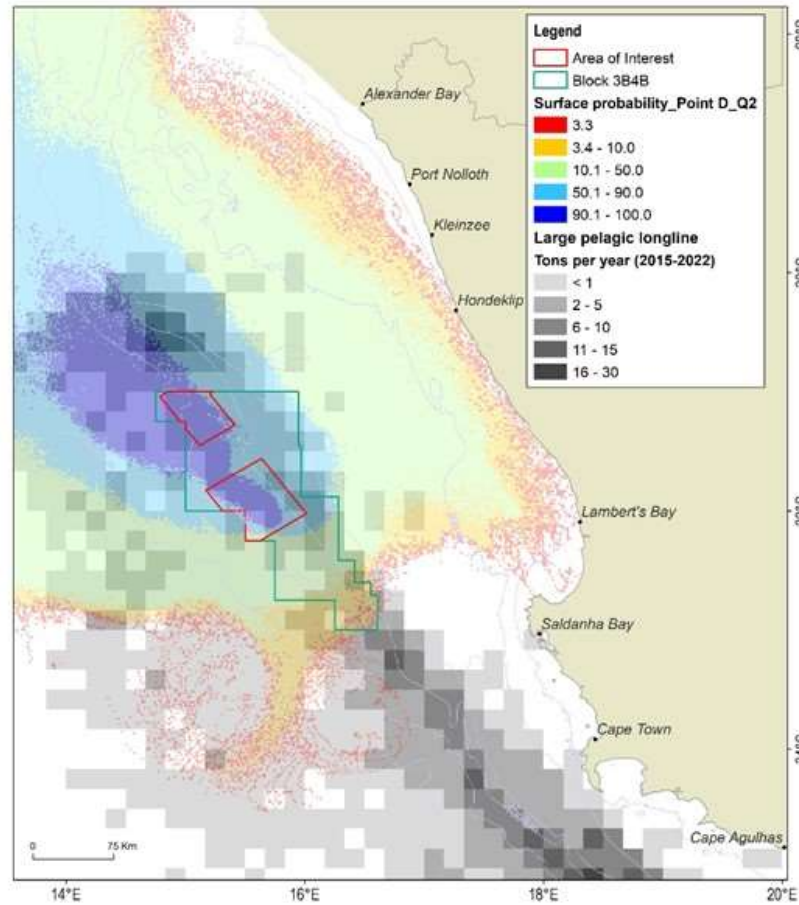 Legend
Area of Interest
Block 3B4B
Surface probability_Point D_Q2
3.3
3.4 - 10.0
10.1 - 50.0
50.1 - 90.0
90.1 - 100.0
Large pelagic longline
Tons per year (2015-2022)
< 1
2 - 5
6 - 10
11 - 15
16 - 30
Alexander Bay
Port Nolloth
Kleinzee
Hondeklip
Lambert's Bay
Saldanha Bay
Cape Town
Cape Agulhas
0 75 Km
14°E 16°E 18°E 20°E